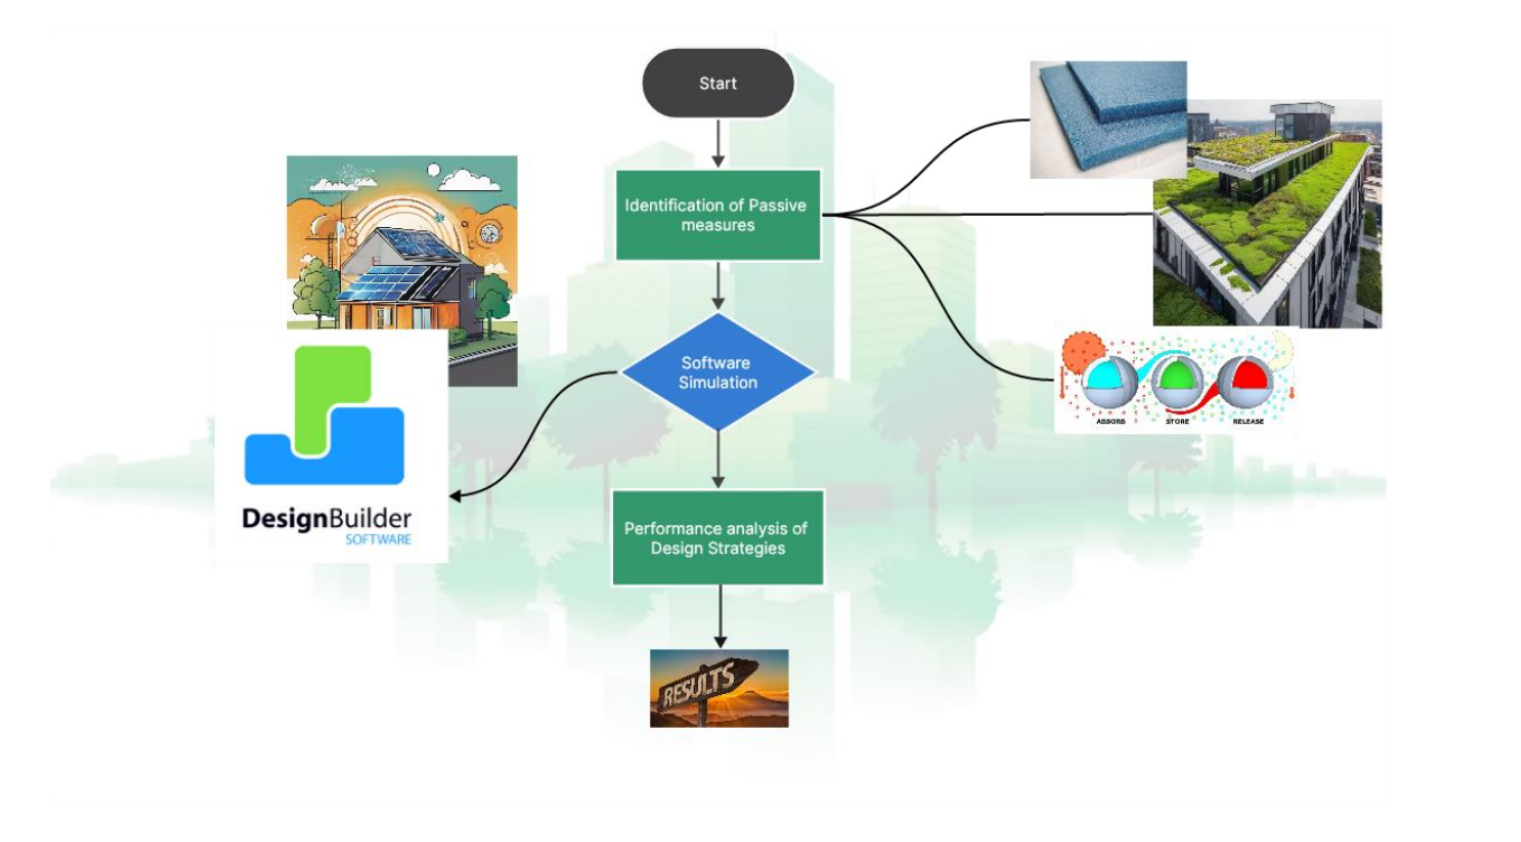 Start
Identification of Passive
measures
Software
Simulation
ABSORB STORE RELEASE
DesignBuilder
SOFTWARE
Performance analysis of
Design Strategies
RESULTS